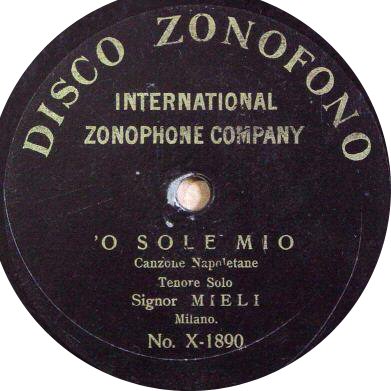 DISCO ZONOFONO
INTERNATIONAL
ZONOPHONE COMPANY
'O SOLE MIO
Canzone Napoletane
Tenore Solo
Signor MIELI
Milano.
No. X-1890